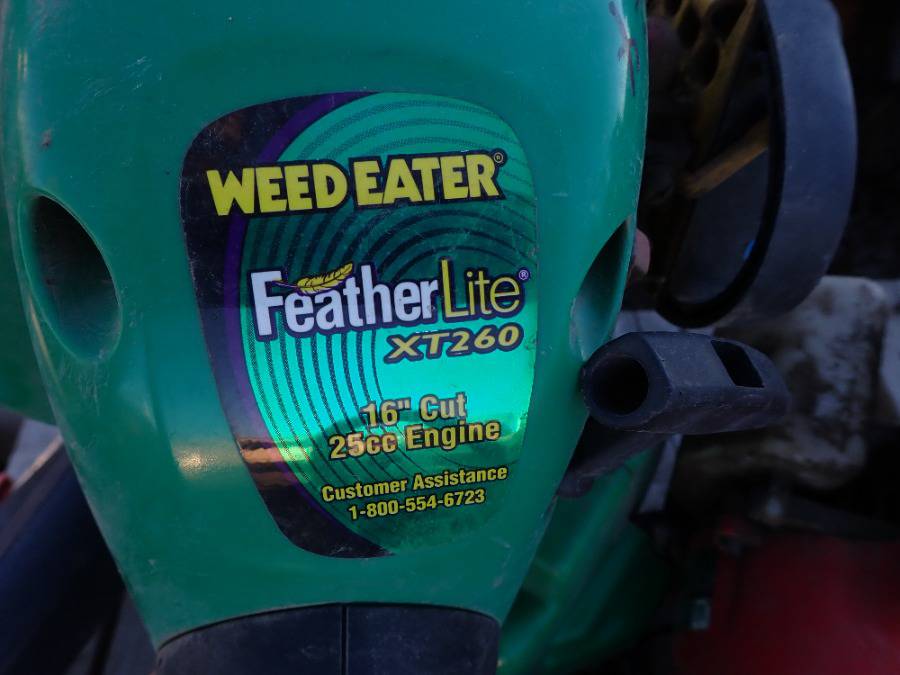 WEED EATER®
FeatherLite®
XT260
16" Cut
25cc Engine
Customer Assistance
1-800-554-6723